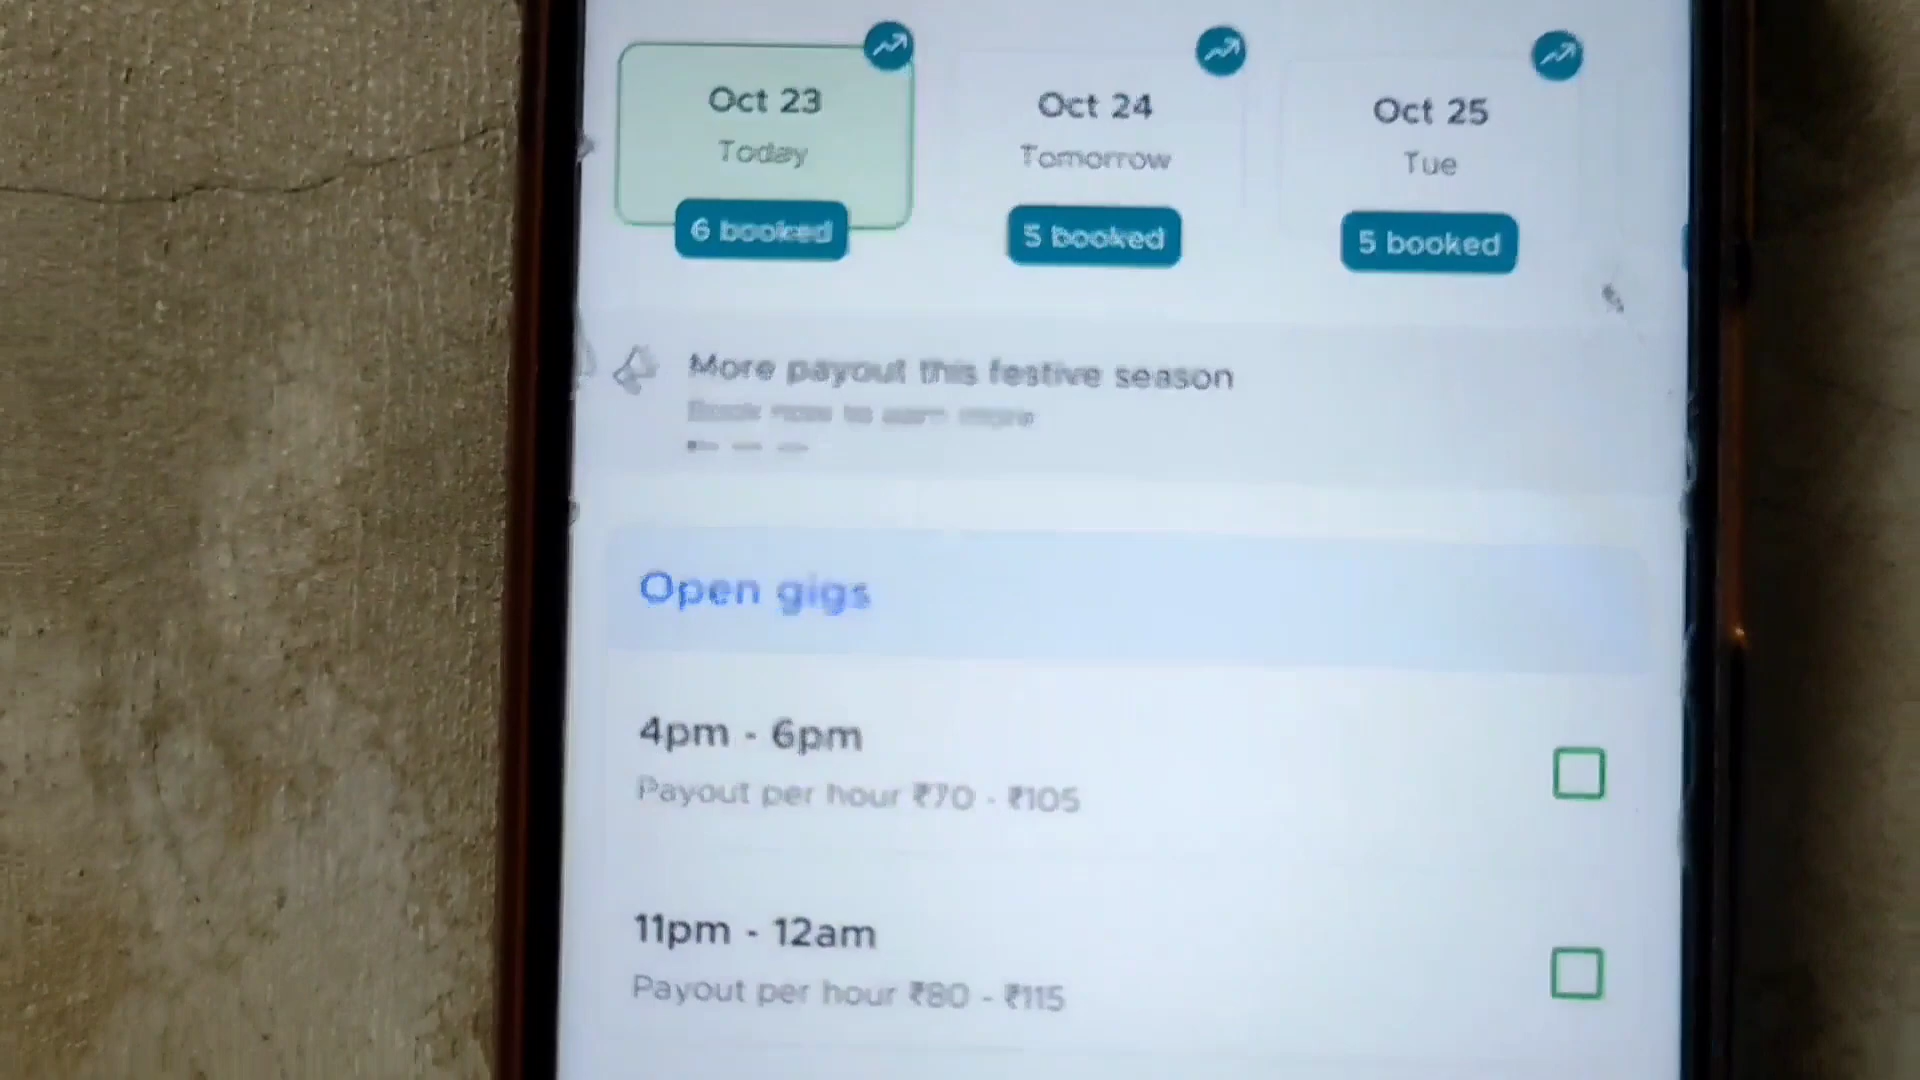 Oct 23
Today
6 booked
Oct 24
Tomorrow
5 booked
Oct 25
Tue
5 booked
More payout this festive season
Book now to earn more
Open gigs
4pm - 6pm
Payout per hour ₹70 - ₹105
11pm - 12am
Payout per hour ₹80 - ₹115